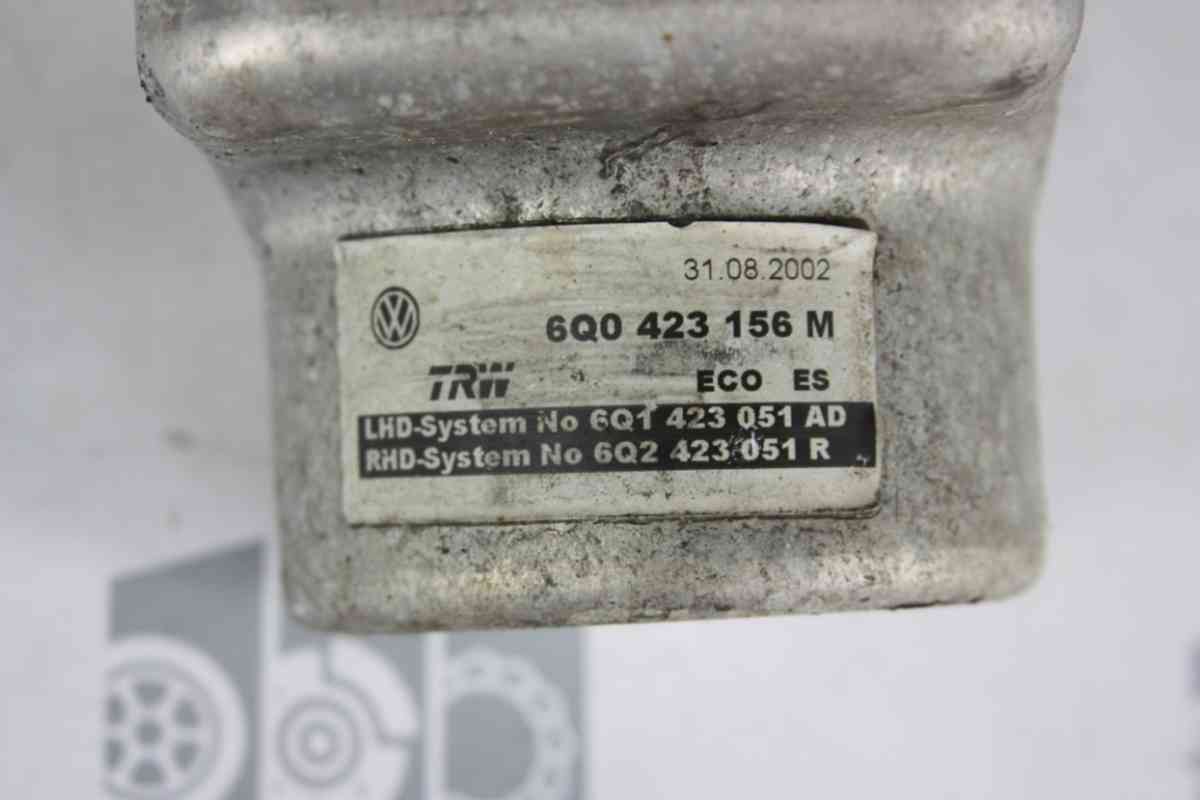 31.08.2002
6Q0 423 156 M
TRW ECO ES
LHD-System No 6Q1 423 051 AD
RHD-System No 6Q2 423 051 R